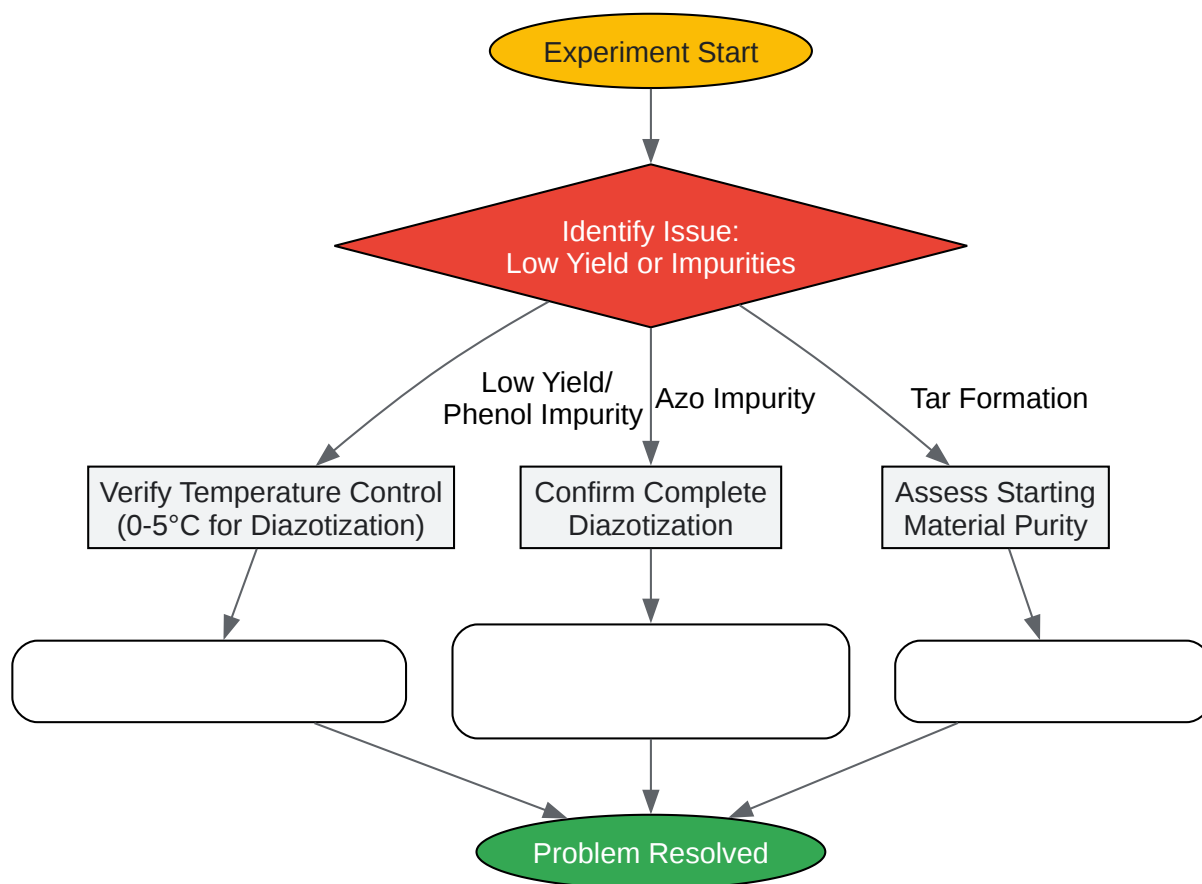 Experiment Start
Identify Issue:
Low Yield or Impurities
Low Yield/
Phenol Impurity
Azo Impurity
Tar Formation
Verify Temperature Control
(0-5°C for Diazotization)
Confirm Complete
Diazotization
Assess Starting
Material Purity
Problem Resolved